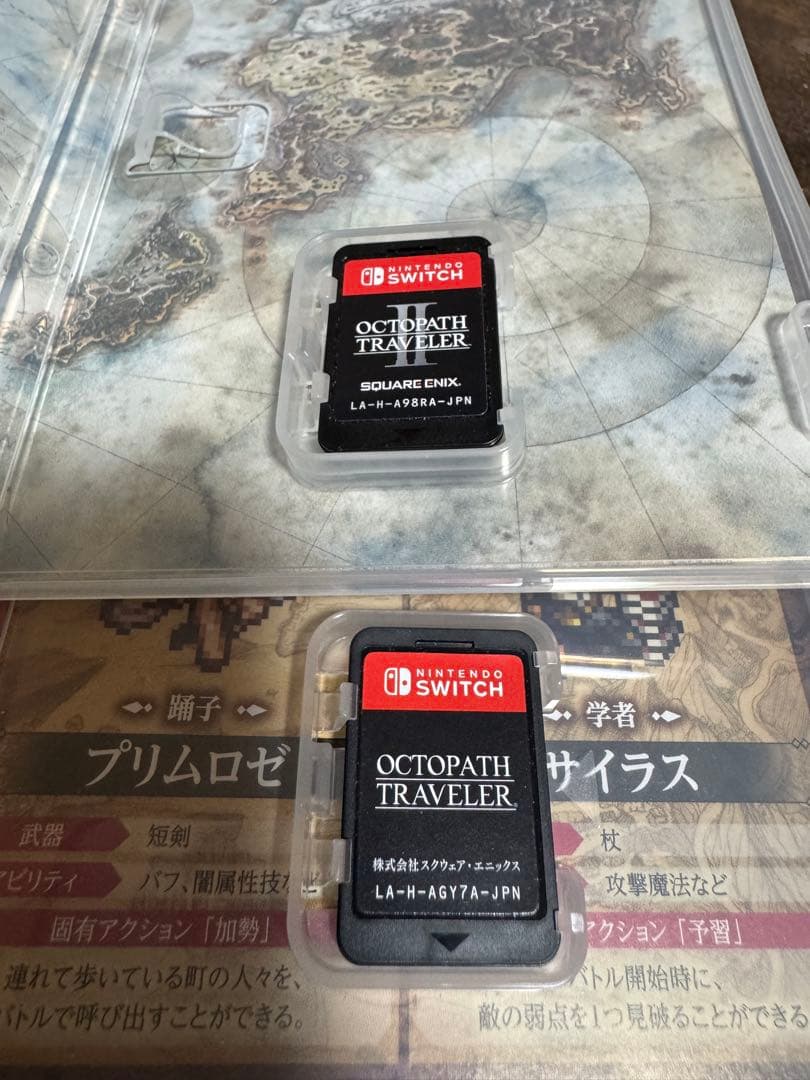 NINTENDO
SWITCH
II
OCTOPATH
TRAVELER
SQUARE ENIX.
LA-H-A98RA-JPN
NINTENDO
SWITCH
OCTOPATH
TRAVELER
株式会社スクウェア・エニックス
LA-H-AGY7A-JPN
踊子
プリムロゼ
武器 短剣
アビリティ バフ、闇属性技など
固有アクション「加勢」
連れて歩いている町の人々を、
バトルで呼び出すことができる。
学者
サイラス
杖
攻撃魔法など
アクション「予習」
バトル開始時に、
敵の弱点を1つ見破ることができる